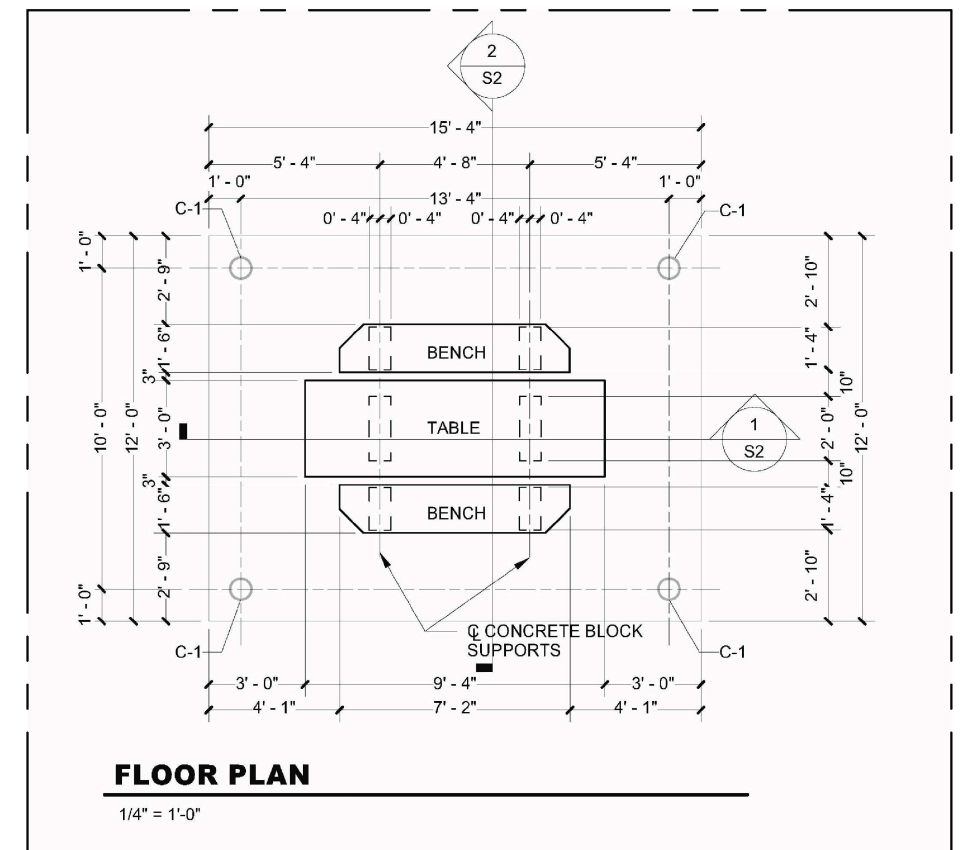 2
S2
15' - 4"
5' - 4" 4' - 8" 5' - 4"
1' - 0" 13' - 4" 1' - 0"
C-1 0' - 4" 0' - 4" 0' - 4" 0' - 4" C-1
1' - 0"
10' - 0"
1' - 0"
12' - 0"
2' - 9"
1' - 6"
3"
3' - 0"
3"
1' - 6"
2' - 9"
BENCH
TABLE
BENCH
2' - 10"
1' - 4"
10"
2' - 0"
10"
1' - 4"
2' - 10"
12' - 0"
1
S2
C-1 C-1
℄ CONCRETE BLOCK
SUPPORTS
3' - 0" 9' - 4" 3' - 0"
4' - 1" 7' - 2" 4' - 1"
FLOOR PLAN
1/4" = 1'-0"